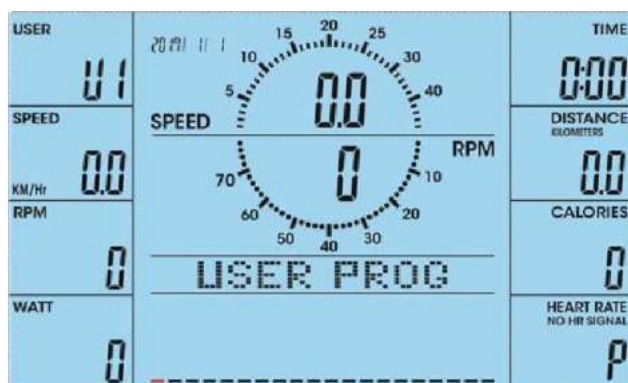 USER
U 1
SPEED
KM/Hr 0.0
RPM
0
WATT
0
5 10 15 20 25 30 40
SPEED 0.0
RPM 0
70 60 50 40 30 20 10
USER PROG
TIME
0:00
DISTANCE
KILOMETERS
0.0
CALORIES
0
HEART RATE
NO HR SIGNAL
P